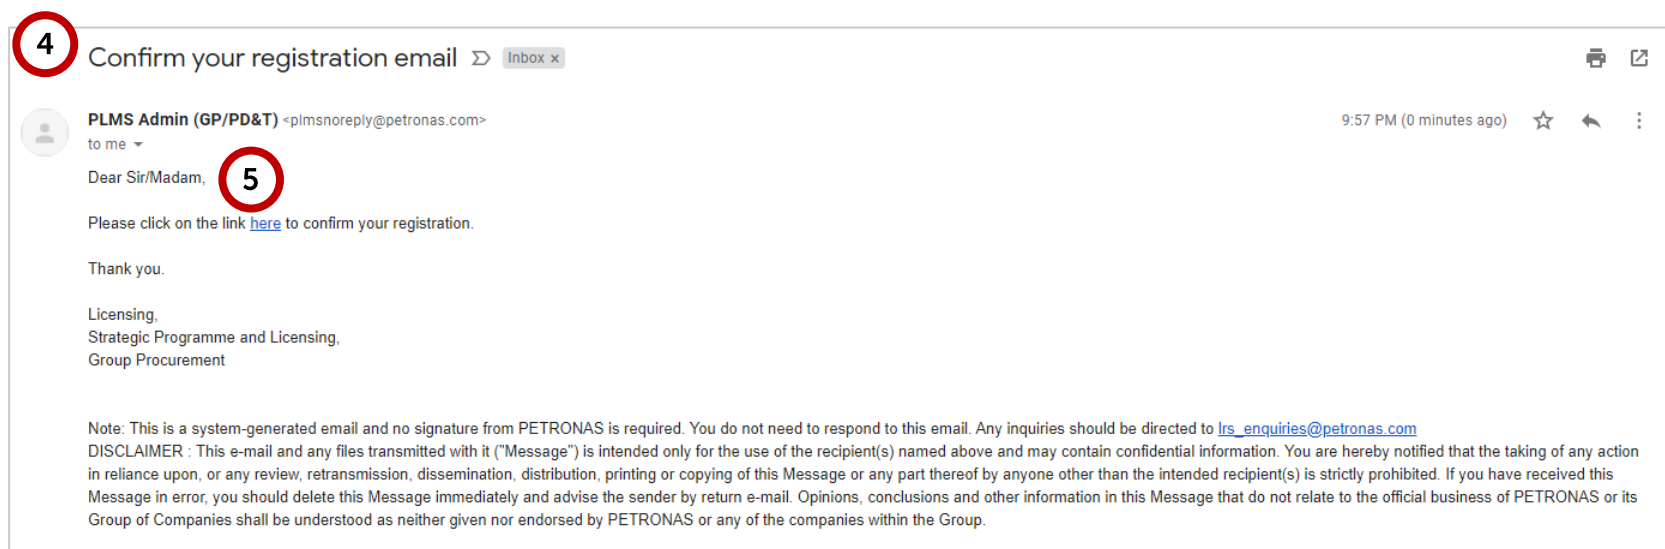 4
Confirm your registration email Inbox x
PLMS Admin (GP/PD&T) <plmsnoreply@petronas.com> 9:57 PM (0 minutes ago)
to me
Dear Sir/Madam,
5
Please click on the link here to confirm your registration.
Thank you.
Licensing,
Strategic Programme and Licensing,
Group Procurement
Note: This is a system-generated email and no signature from PETRONAS is required. You do not need to respond to this email. Any inquiries should be directed to lrs_enquiries@petronas.com
DISCLAIMER : This e-mail and any files transmitted with it ("Message") is intended only for the use of the recipient(s) named above and may contain confidential information. You are hereby notified that the taking of any action
in reliance upon, or any review, retransmission, dissemination, distribution, printing or copying of this Message or any part thereof by anyone other than the intended recipient(s) is strictly prohibited. If you have received this
Message in error, you should delete this Message immediately and advise the sender by return e-mail. Opinions, conclusions and other information in this Message that do not relate to the official business of PETRONAS or its
Group of Companies shall be understood as neither given nor endorsed by PETRONAS or any of the companies within the Group.